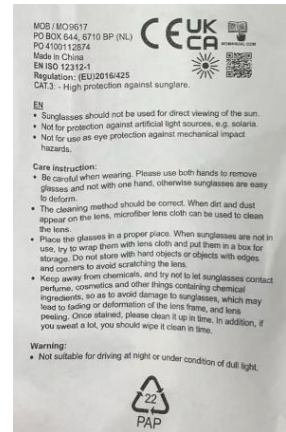 MOB / MO9617
PO BOX 644, 6710 BP (NL)
PO 4100112874
Made in China
EN ISO 12312-1
Regulation: (EU)2016/425
CAT.3: - High protection against sunglare.
CE UK
CA
EN
• Sunglasses should not be used for direct viewing of the sun.
• Not for protection against artificial light sources, e.g. solaria.
• Not for use as eye protection against mechanical impact
hazards.
Care instruction:
• Be careful when wearing. Please use both hands to remove
glasses and not with one hand, otherwise sunglasses are easy
to deform.
• The cleaning method should be correct. When dirt and dust
appear on the lens, microfiber lens cloth can be used to clean
the lens.
• Place the glasses in a proper place. When sunglasses are not in
use, try to wrap them with lens cloth and put them in a box for
storage. Do not store with hard objects or objects with edges
and corners to avoid scratching the lens.
• Keep away from chemicals, and try not to let sunglasses contact
perfume, cosmetics and other things containing chemical
ingredients, so as to avoid damage to sunglasses, which may
lead to fading or deformation of the lens frame, and lens
peeling. Once stained, please clean it up in time. In addition, if
you sweat a lot, you should wipe it clean in time.
Warning:
• Not suitable for driving at night or under condition of dull light.
22
PAP